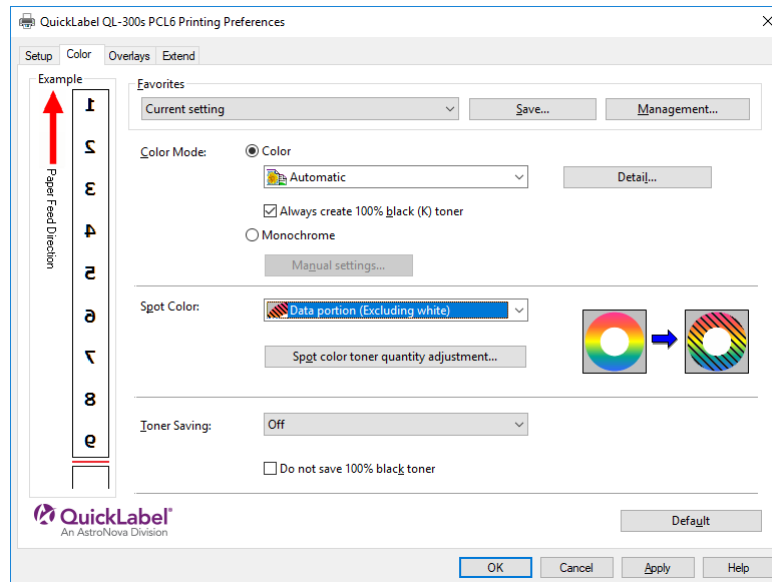 QuickLabel QL-300s PCL6 Printing Preferences
Setup Color Overlays Extend
Example
1
2
3
4
5
6
7
8
9
Paper Feed Direction
Favorites
Current setting Save... Management...
Color Mode: Color
Automatic Detail...
Always create 100% black (K) toner
Monochrome
Manual settings...
Spot Color: Data portion (Excluding white)
Spot color toner quantity adjustment...
Toner Saving: Off
Do not save 100% black toner
QuickLabel®
An AstroNova Division
Default
OK Cancel Apply Help